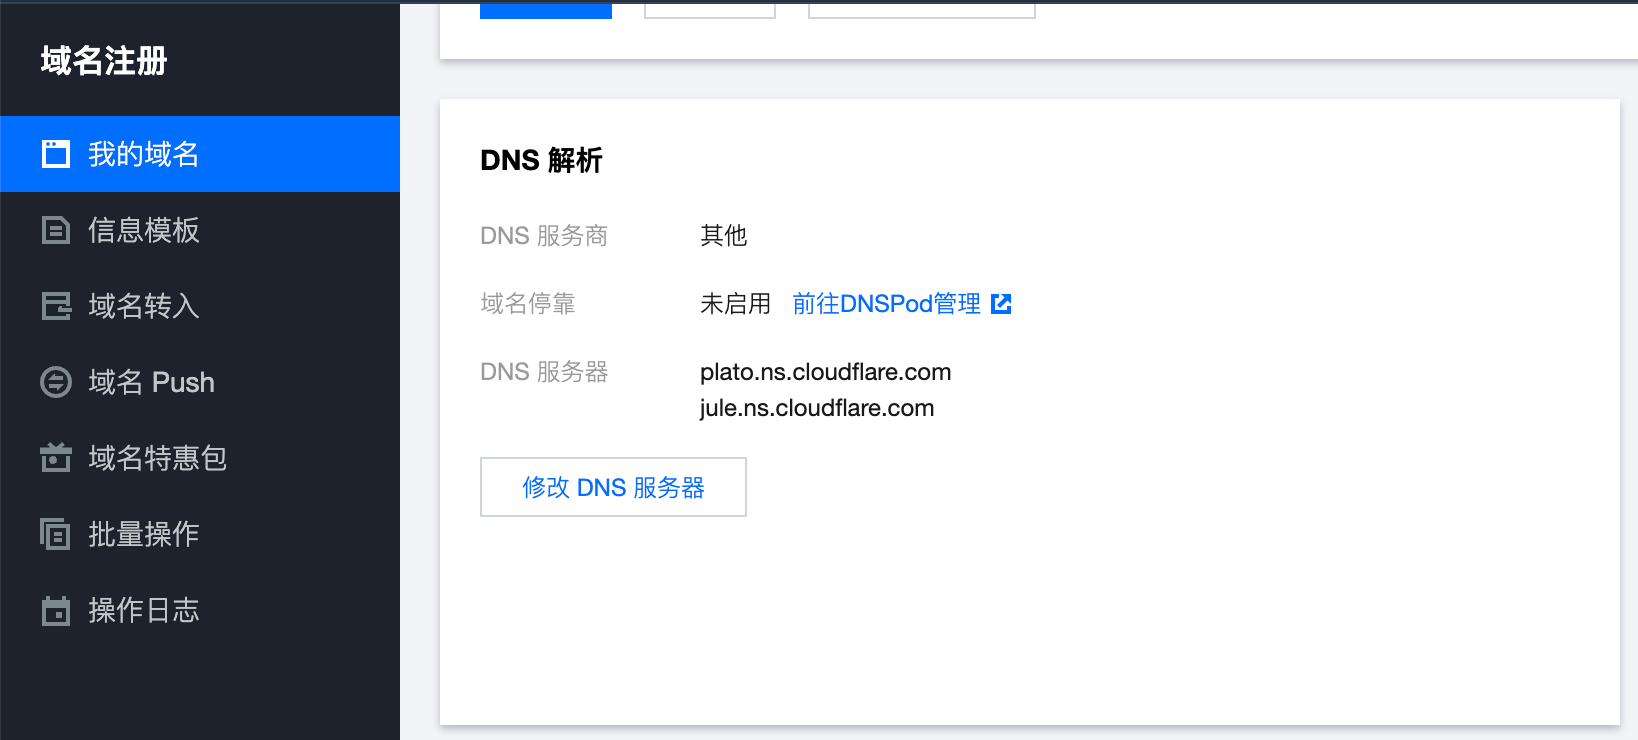 域名注册
我的域名
信息模板
域名转入
域名 Push
域名特惠包
批量操作
操作日志
DNS 解析
DNS 服务商 其他
域名停靠 未启用 前往DNSPod管理
DNS 服务器 plato.ns.cloudflare.com
jule.ns.cloudflare.com
修改 DNS 服务器